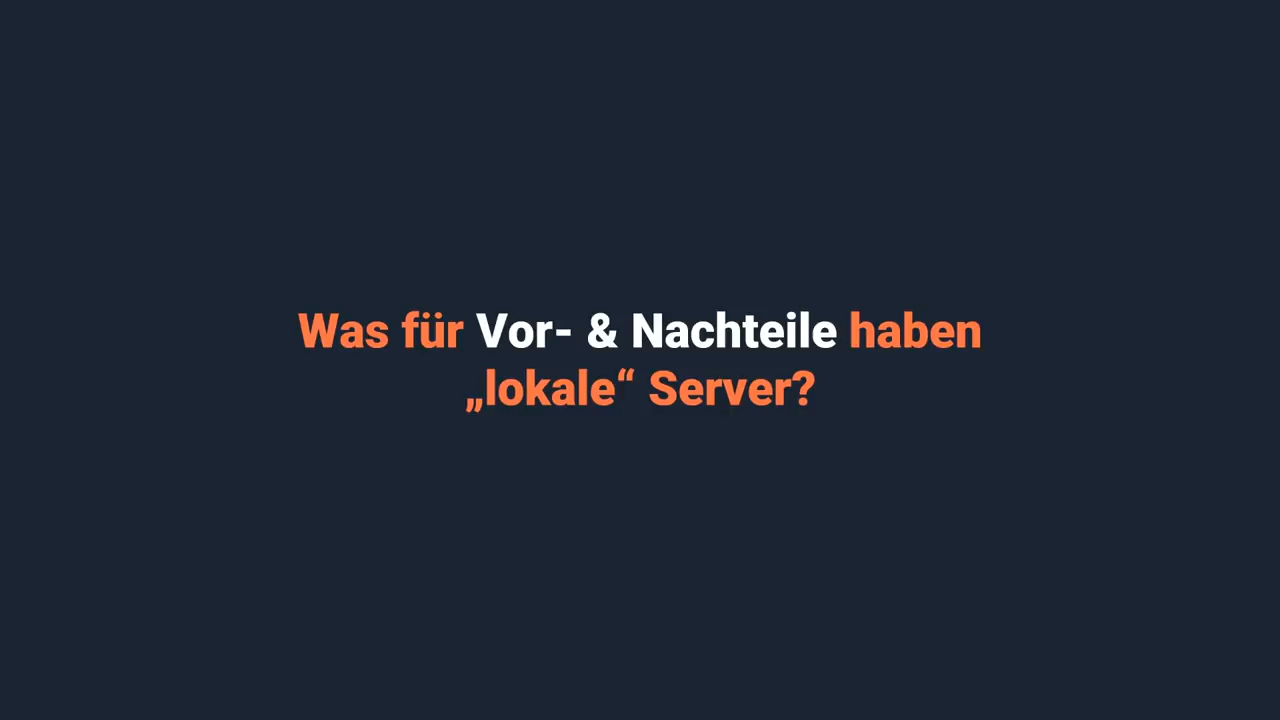 Was für Vor- & Nachteile haben
„lokale“ Server?